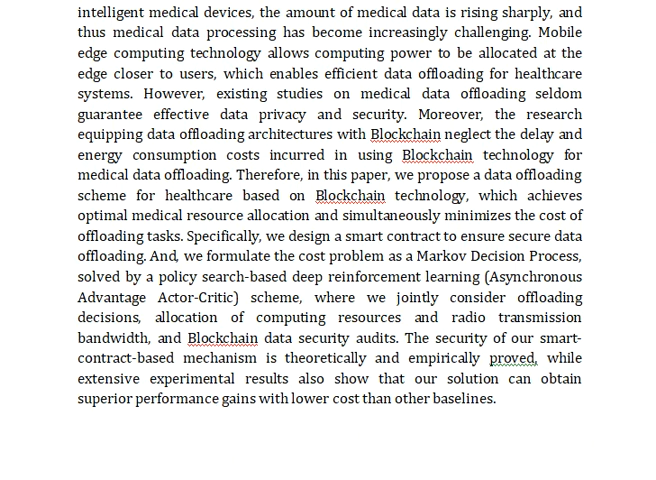 intelligent medical devices, the amount of medical data is rising sharply, and
thus medical data processing has become increasingly challenging. Mobile
edge computing technology allows computing power to be allocated at the
edge closer to users, which enables efficient data offloading for healthcare
systems. However, existing studies on medical data offloading seldom
guarantee effective data privacy and security. Moreover, the research
equipping data offloading architectures with Blockchain neglect the delay and
energy consumption costs incurred in using Blockchain technology for
medical data offloading. Therefore, in this paper, we propose a data offloading
scheme for healthcare based on Blockchain technology, which achieves
optimal medical resource allocation and simultaneously minimizes the cost of
offloading tasks. Specifically, we design a smart contract to ensure secure data
offloading. And, we formulate the cost problem as a Markov Decision Process,
solved by a policy search-based deep reinforcement learning (Asynchronous
Advantage Actor-Critic) scheme, where we jointly consider offloading
decisions, allocation of computing resources and radio transmission
bandwidth, and Blockchain data security audits. The security of our smart-
contract-based mechanism is theoretically and empirically proved, while
extensive experimental results also show that our solution can obtain
superior performance gains with lower cost than other baselines.